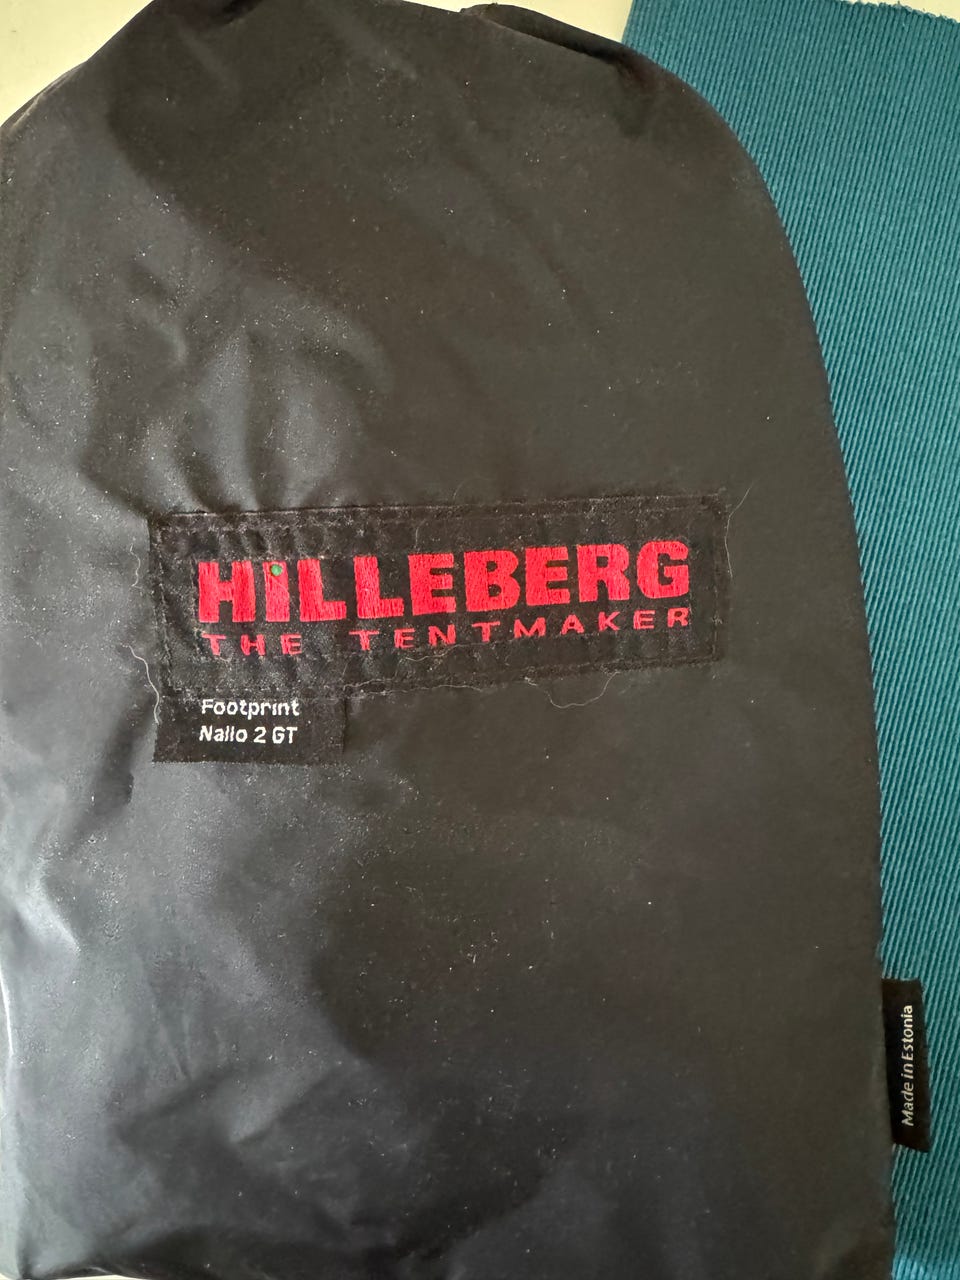 HiLLEBERG
THE TENTMAKER
Footprint
Nallo 2 GT
Made in Estonia